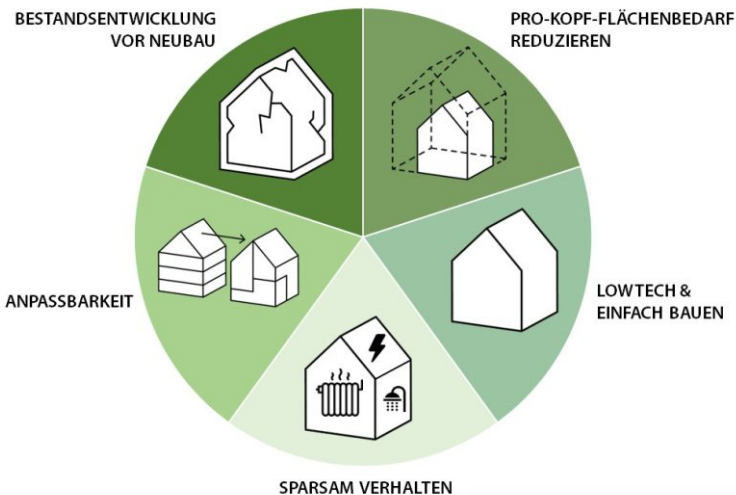 BESTANDSENTWICKLUNG
VOR NEUBAU
PRO-KOPF-FLÄCHENBEDARF
REDUZIEREN
ANPASSBARKEIT
LOWTECH &
EINFACH BAUEN
SPARSAM VERHALTEN